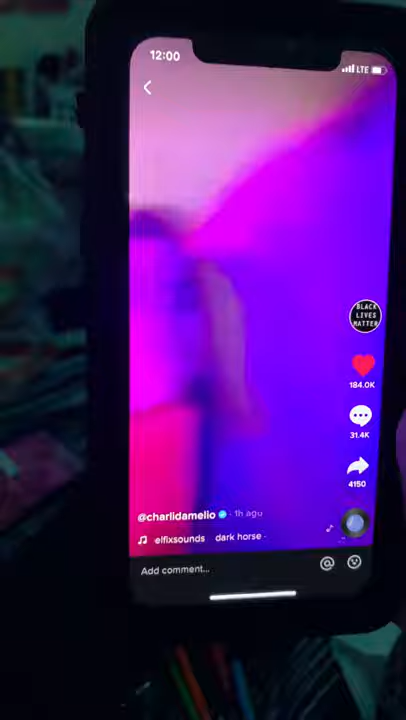 12:00
LTE
BLACK
LIVES
MATTER
184.0K
31.4K
4150
@charlidamelio · 1h ago
elfixsounds dark horse -
Add comment...